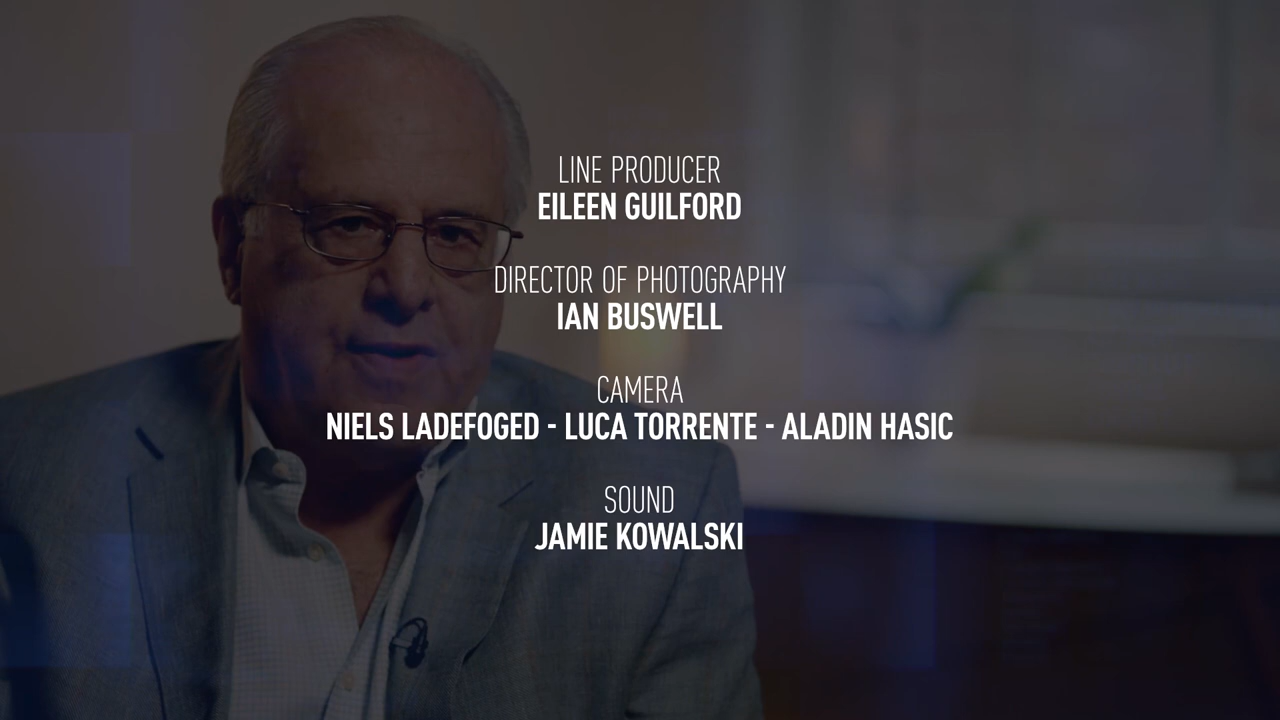 LINE PRODUCER
EILEEN GUILFORD
DIRECTOR OF PHOTOGRAPHY
IAN BUSWELL
CAMERA
NIELS LADEFOGED - LUCA TORRENTE - ALADIN HASIC
SOUND
JAMIE KOWALSKI